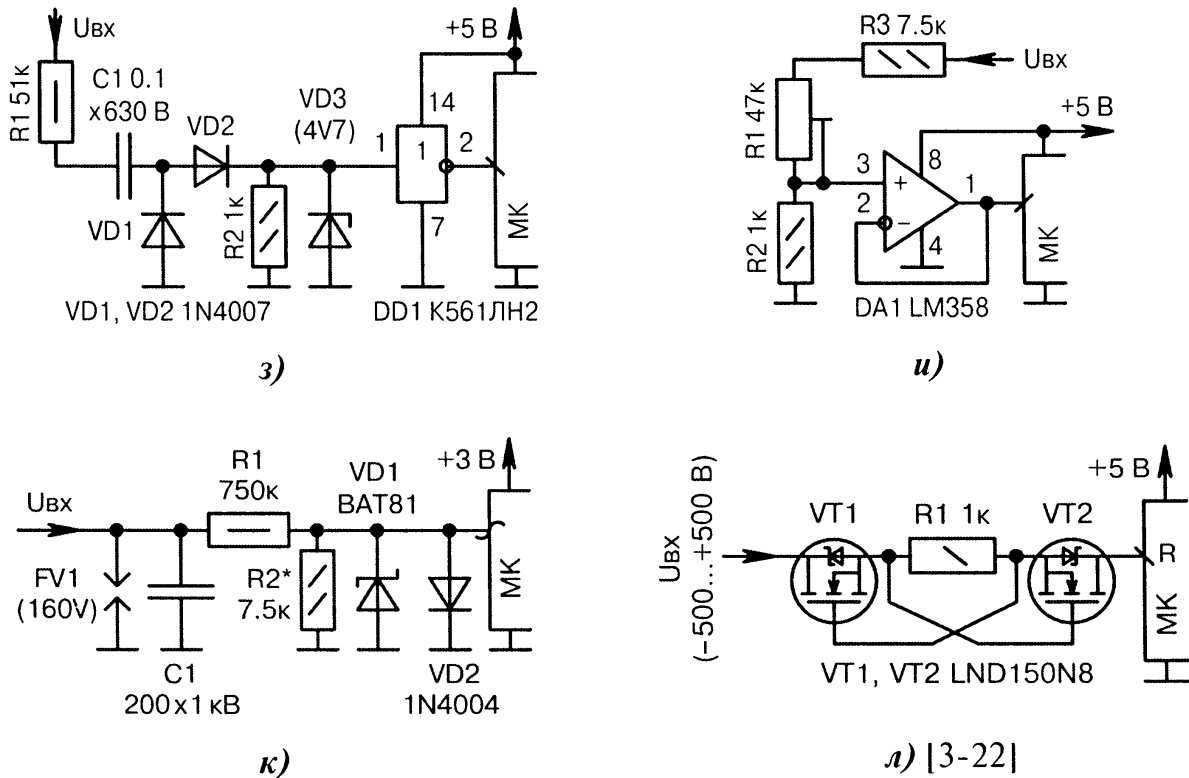 Uвх
R1 51к
C1 0.1
x630 В
VD2
VD3
(4V7)
+5 В
14
1
1
2
7
VD1
R2 1к
МК
VD1, VD2 1N4007
DD1 К561ЛН2
з)
R3 7.5к
Uвх
+5 В
R1 47к
3
2
8
1
4
+
−
R2 1к
МК
DA1 LM358
и)
Uвх
R1
750к
VD1
BAT81
+3 В
FV1
(160V)
R2*
7.5к
МК
C1
200 x 1 кВ
VD2
1N4004
к)
Uвх
(−500...+500 В)
VT1
R1 1к
VT2
+5 В
R
МК
VT1, VT2 LND150N8
л) [3-22]